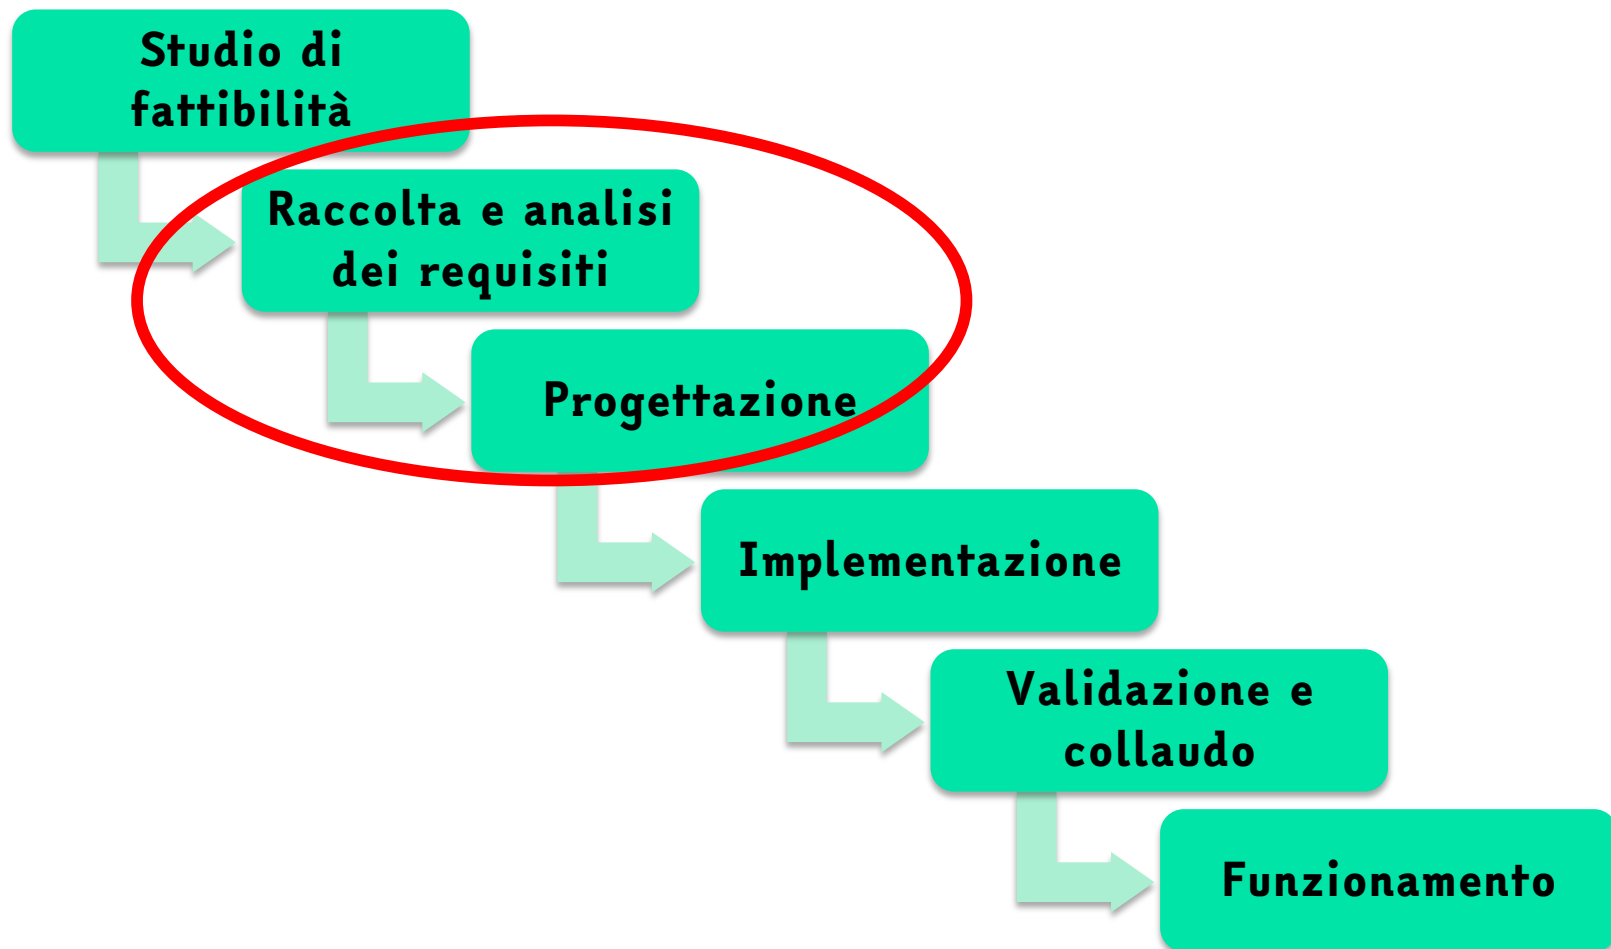 Studio di
fattibilità
Raccolta e analisi
dei requisiti
Progettazione
Implementazione
Validazione e
collaudo
Funzionamento